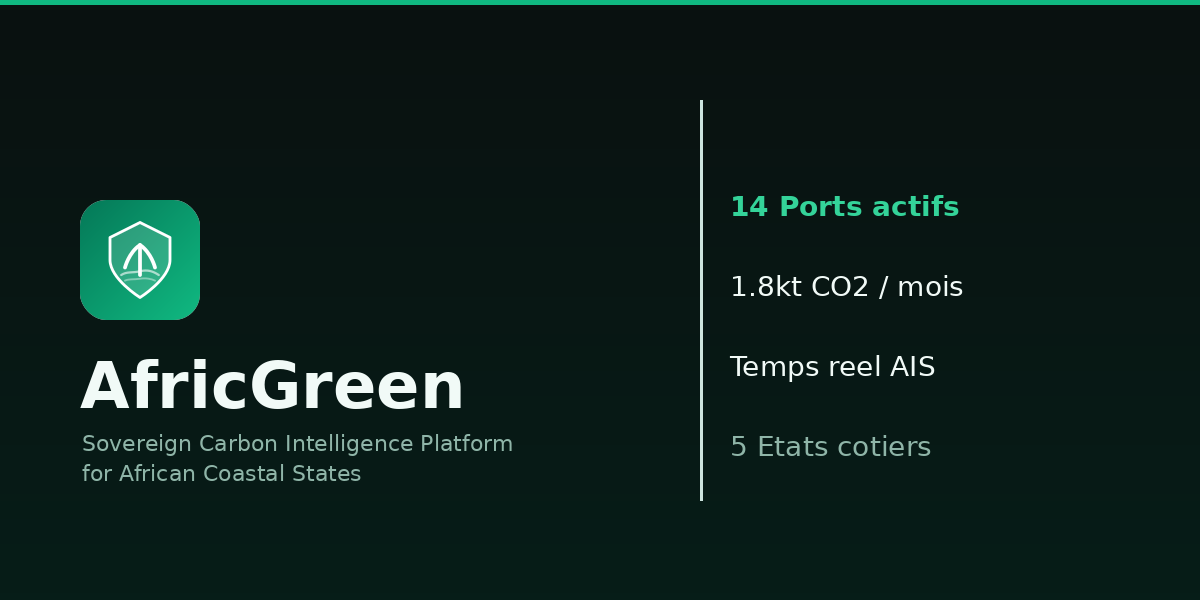 AfricGreen
Sovereign Carbon Intelligence Platform
for African Coastal States
14 Ports actifs
1.8kt CO2 / mois
Temps reel AIS
5 Etats cotiers